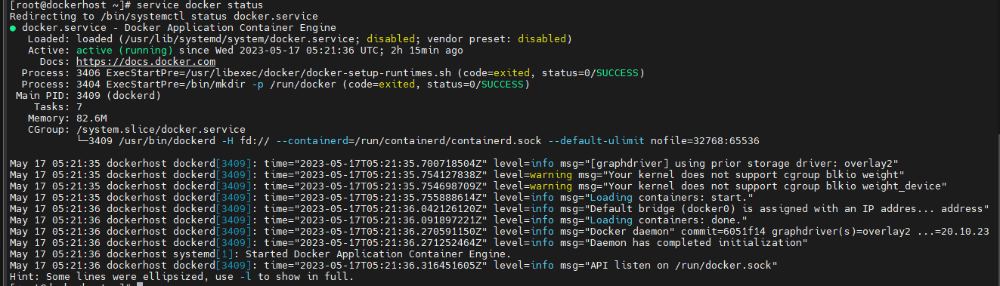 [root@dockerhost ~]# service docker status
Redirecting to /bin/systemctl status docker.service
● docker.service - Docker Application Container Engine
   Loaded: loaded (/usr/lib/systemd/system/docker.service; disabled; vendor preset: disabled)
   Active: active (running) since Wed 2023-05-17 05:21:36 UTC; 2h 15min ago
     Docs: https://docs.docker.com
  Process: 3406 ExecStartPre=/usr/libexec/docker/docker-setup-runtimes.sh (code=exited, status=0/SUCCESS)
  Process: 3404 ExecStartPre=/bin/mkdir -p /run/docker (code=exited, status=0/SUCCESS)
 Main PID: 3409 (dockerd)
    Tasks: 7
   Memory: 82.6M
   CGroup: /system.slice/docker.service
           └─3409 /usr/bin/dockerd -H fd:// --containerd=/run/containerd/containerd.sock --default-ulimit nofile=32768:65536

May 17 05:21:35 dockerhost dockerd[3409]: time="2023-05-17T05:21:35.700718504Z" level=info msg="[graphdriver] using prior storage driver: overlay2"
May 17 05:21:35 dockerhost dockerd[3409]: time="2023-05-17T05:21:35.754127838Z" level=warning msg="Your kernel does not support cgroup blkio weight"
May 17 05:21:35 dockerhost dockerd[3409]: time="2023-05-17T05:21:35.754698709Z" level=warning msg="Your kernel does not support cgroup blkio weight_device"
May 17 05:21:35 dockerhost dockerd[3409]: time="2023-05-17T05:21:35.755888614Z" level=info msg="Loading containers: start."
May 17 05:21:36 dockerhost dockerd[3409]: time="2023-05-17T05:21:36.042126120Z" level=info msg="Default bridge (docker0) is assigned with an IP addres... address"
May 17 05:21:36 dockerhost dockerd[3409]: time="2023-05-17T05:21:36.091897221Z" level=info msg="Loading containers: done."
May 17 05:21:36 dockerhost dockerd[3409]: time="2023-05-17T05:21:36.270591150Z" level=info msg="Docker daemon" commit=6051f14 graphdriver(s)=overlay2 ...=20.10.23
May 17 05:21:36 dockerhost dockerd[3409]: time="2023-05-17T05:21:36.271252464Z" level=info msg="Daemon has completed initialization"
May 17 05:21:36 dockerhost systemd[1]: Started Docker Application Container Engine.
May 17 05:21:36 dockerhost dockerd[3409]: time="2023-05-17T05:21:36.316451605Z" level=info msg="API listen on /run/docker.sock"
Hint: Some lines were ellipsized, use -l to show in full.